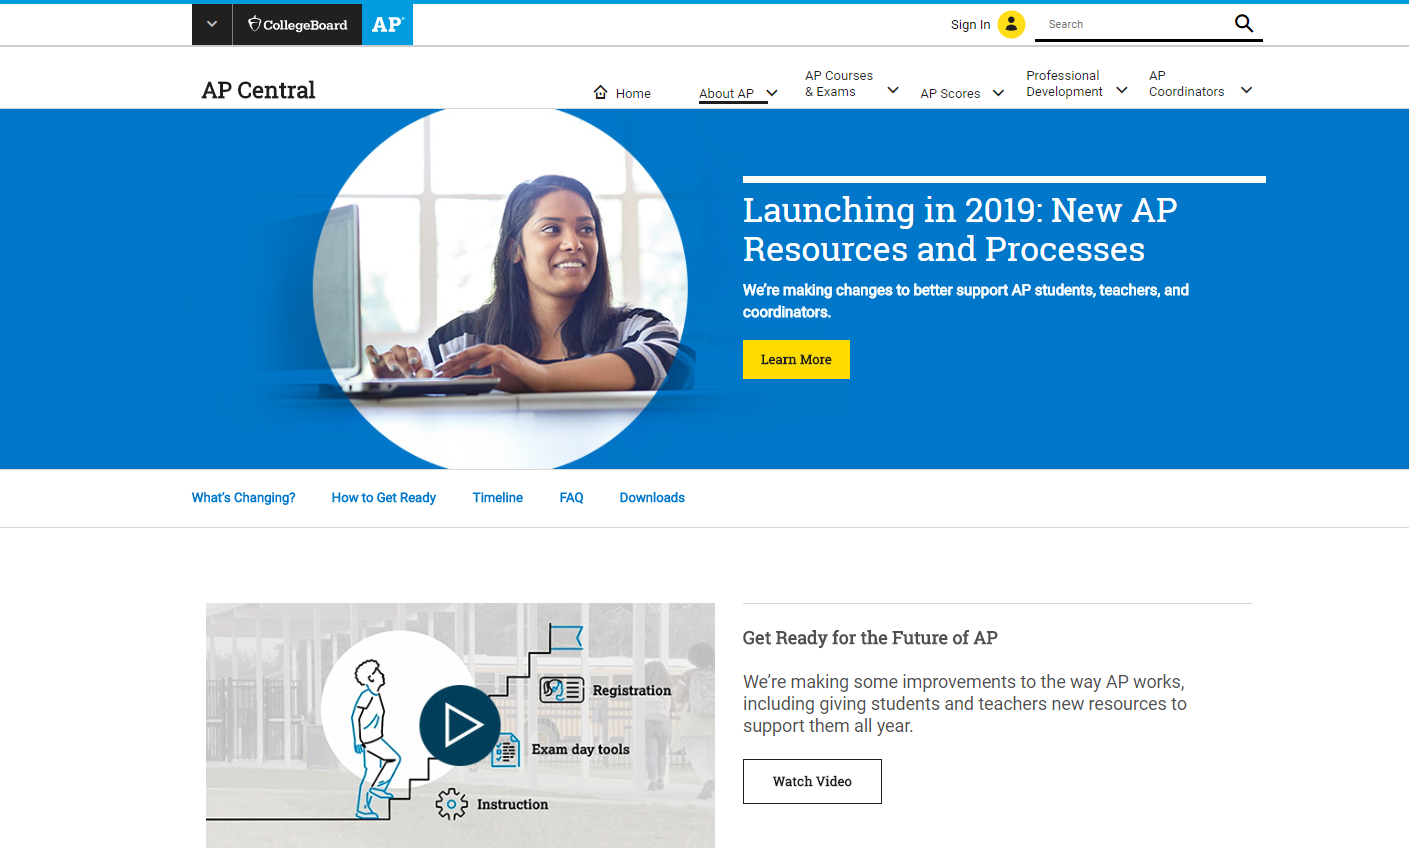 CollegeBoard
AP®
Sign In
Search
AP Central
Home
About AP
AP Courses
& Exams
AP Scores
Professional
Development
AP
Coordinators
Launching in 2019: New AP
Resources and Processes
We're making changes to better support AP students, teachers, and
coordinators.
Learn More
What's Changing?
How to Get Ready
Timeline
FAQ
Downloads
Registration
Exam day tools
Instruction
Get Ready for the Future of AP
We're making some improvements to the way AP works,
including giving students and teachers new resources to
support them all year.
Watch Video